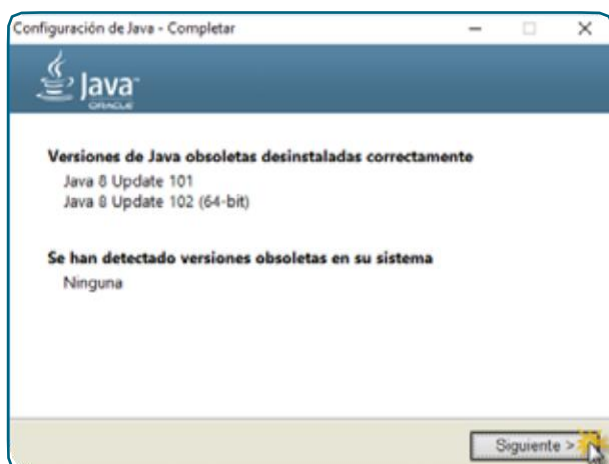 Configuración de Java - Completar
Java™
ORACLE
Versiones de Java obsoletas desinstaladas correctamente
Java 8 Update 101
Java 8 Update 102 (64-bit)
Se han detectado versiones obsoletas en su sistema
Ninguna
Siguiente >